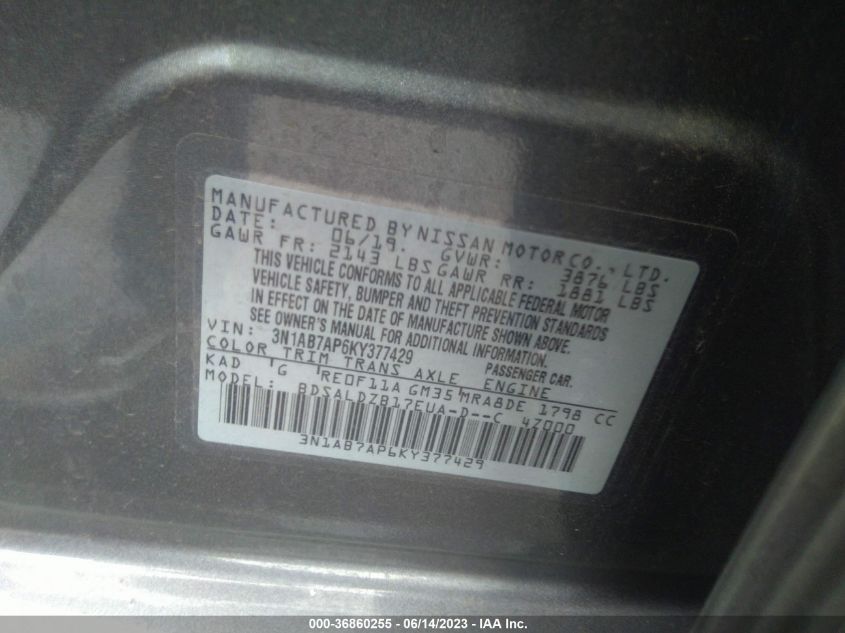 MANUFACTURED BY NISSAN MOTOR CO., LTD.
DATE: 06/19. GVWR: 3876 LBS
GAWR FR: 2143 LBS GAWR RR: 1881 LBS
THIS VEHICLE CONFORMS TO ALL APPLICABLE FEDERAL MOTOR
VEHICLE SAFETY, BUMPER AND THEFT PREVENTION STANDARDS
IN EFFECT ON THE DATE OF MANUFACTURE SHOWN ABOVE.
SEE OWNER'S MANUAL FOR ADDITIONAL INFORMATION.
VIN: 3N1AB7AP6KY377429 PASSENGER CAR.
COLOR TRIM TRANS AXLE ENGINE
KAD G RE0F11A GM35 MRA8DE 1798 CC
MODEL: BDSALDZB17EUA-D--C 47000
3N1AB7AP6KY377429
000-36860255 - 06/14/2023 - IAA Inc.